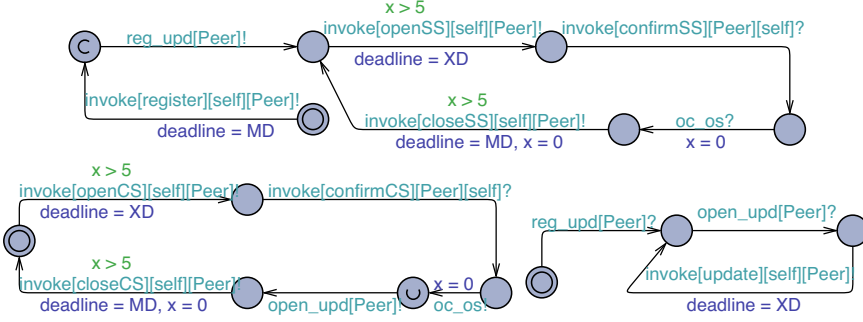 x > 5
req_upd[Peer]!
invoke[openSS][self][Peer]!
invoke[confirmSS][Peer][self]?
deadline = XD
invoke[register][self][Peer]!
deadline = MD
x > 5
invoke[closeSS][self][Peer]!
deadline = MD, x = 0
oc_os?
x = 0
x > 5
invoke[openCS][self][Peer]!
deadline = XD
invoke[confirmCS][Peer][self]?
x > 5
invoke[closeCS][self][Peer]!
deadline = MD, x = 0
open_upd[Peer]!
x = 0
oc_os!
req_upd[Peer]?
open_upd[Peer]?
invoke[update][self][Peer]!
deadline = XD
C
C